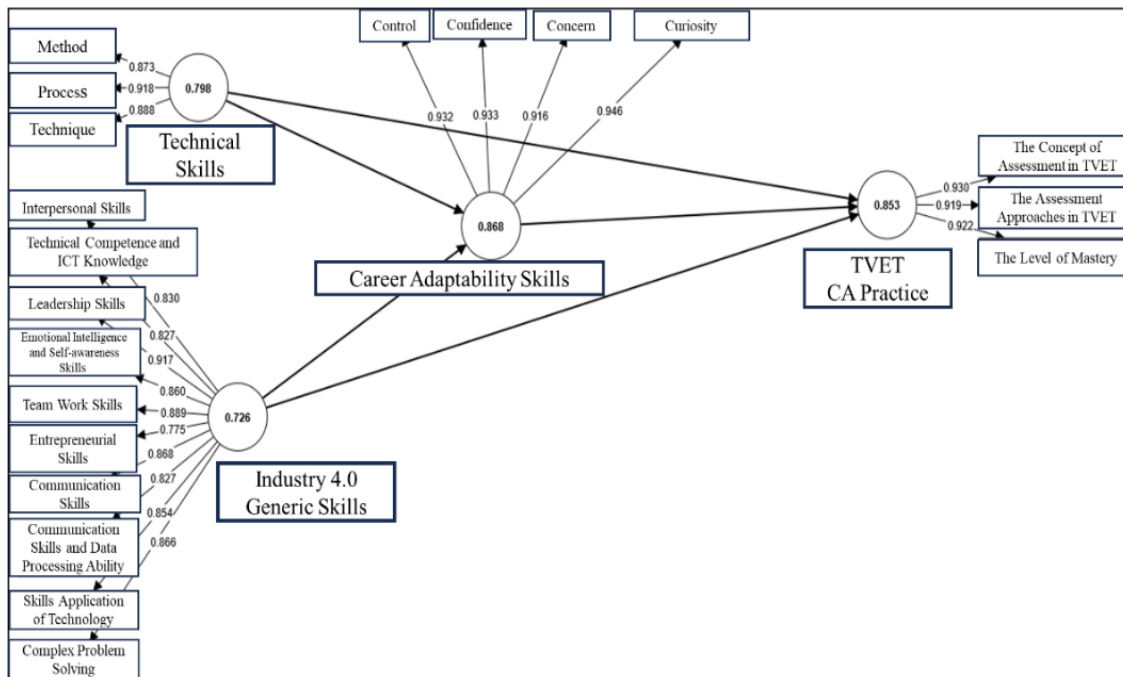 Control
Confidence
Concern
Curiosity
Method
Process
Technique
0.873
0.918
0.888
0.798
Technical
Skills
0.932
0.933
0.916
0.946
0.868
Career Adaptability Skills
The Concept of
Assessment in TVET
The Assessment
Approaches in TVET
The Level of Mastery
0.930
0.919
0.922
0.853
TVET
CA Practice
Interpersonal Skills
Technical Competence and
ICT Knowledge
Leadership Skills
Emotional Intelligence
and Self-awareness
Skills
Team Work Skills
Entrepreneurial
Skills
Communication
Skills
Communication
Skills and Data
Processing Ability
Skills Application
of Technology
Complex Problem
Solving
0.830
0.827
0.917
0.860
0.889
0.775
0.868
0.827
0.854
0.866
0.726
Industry 4.0
Generic Skills